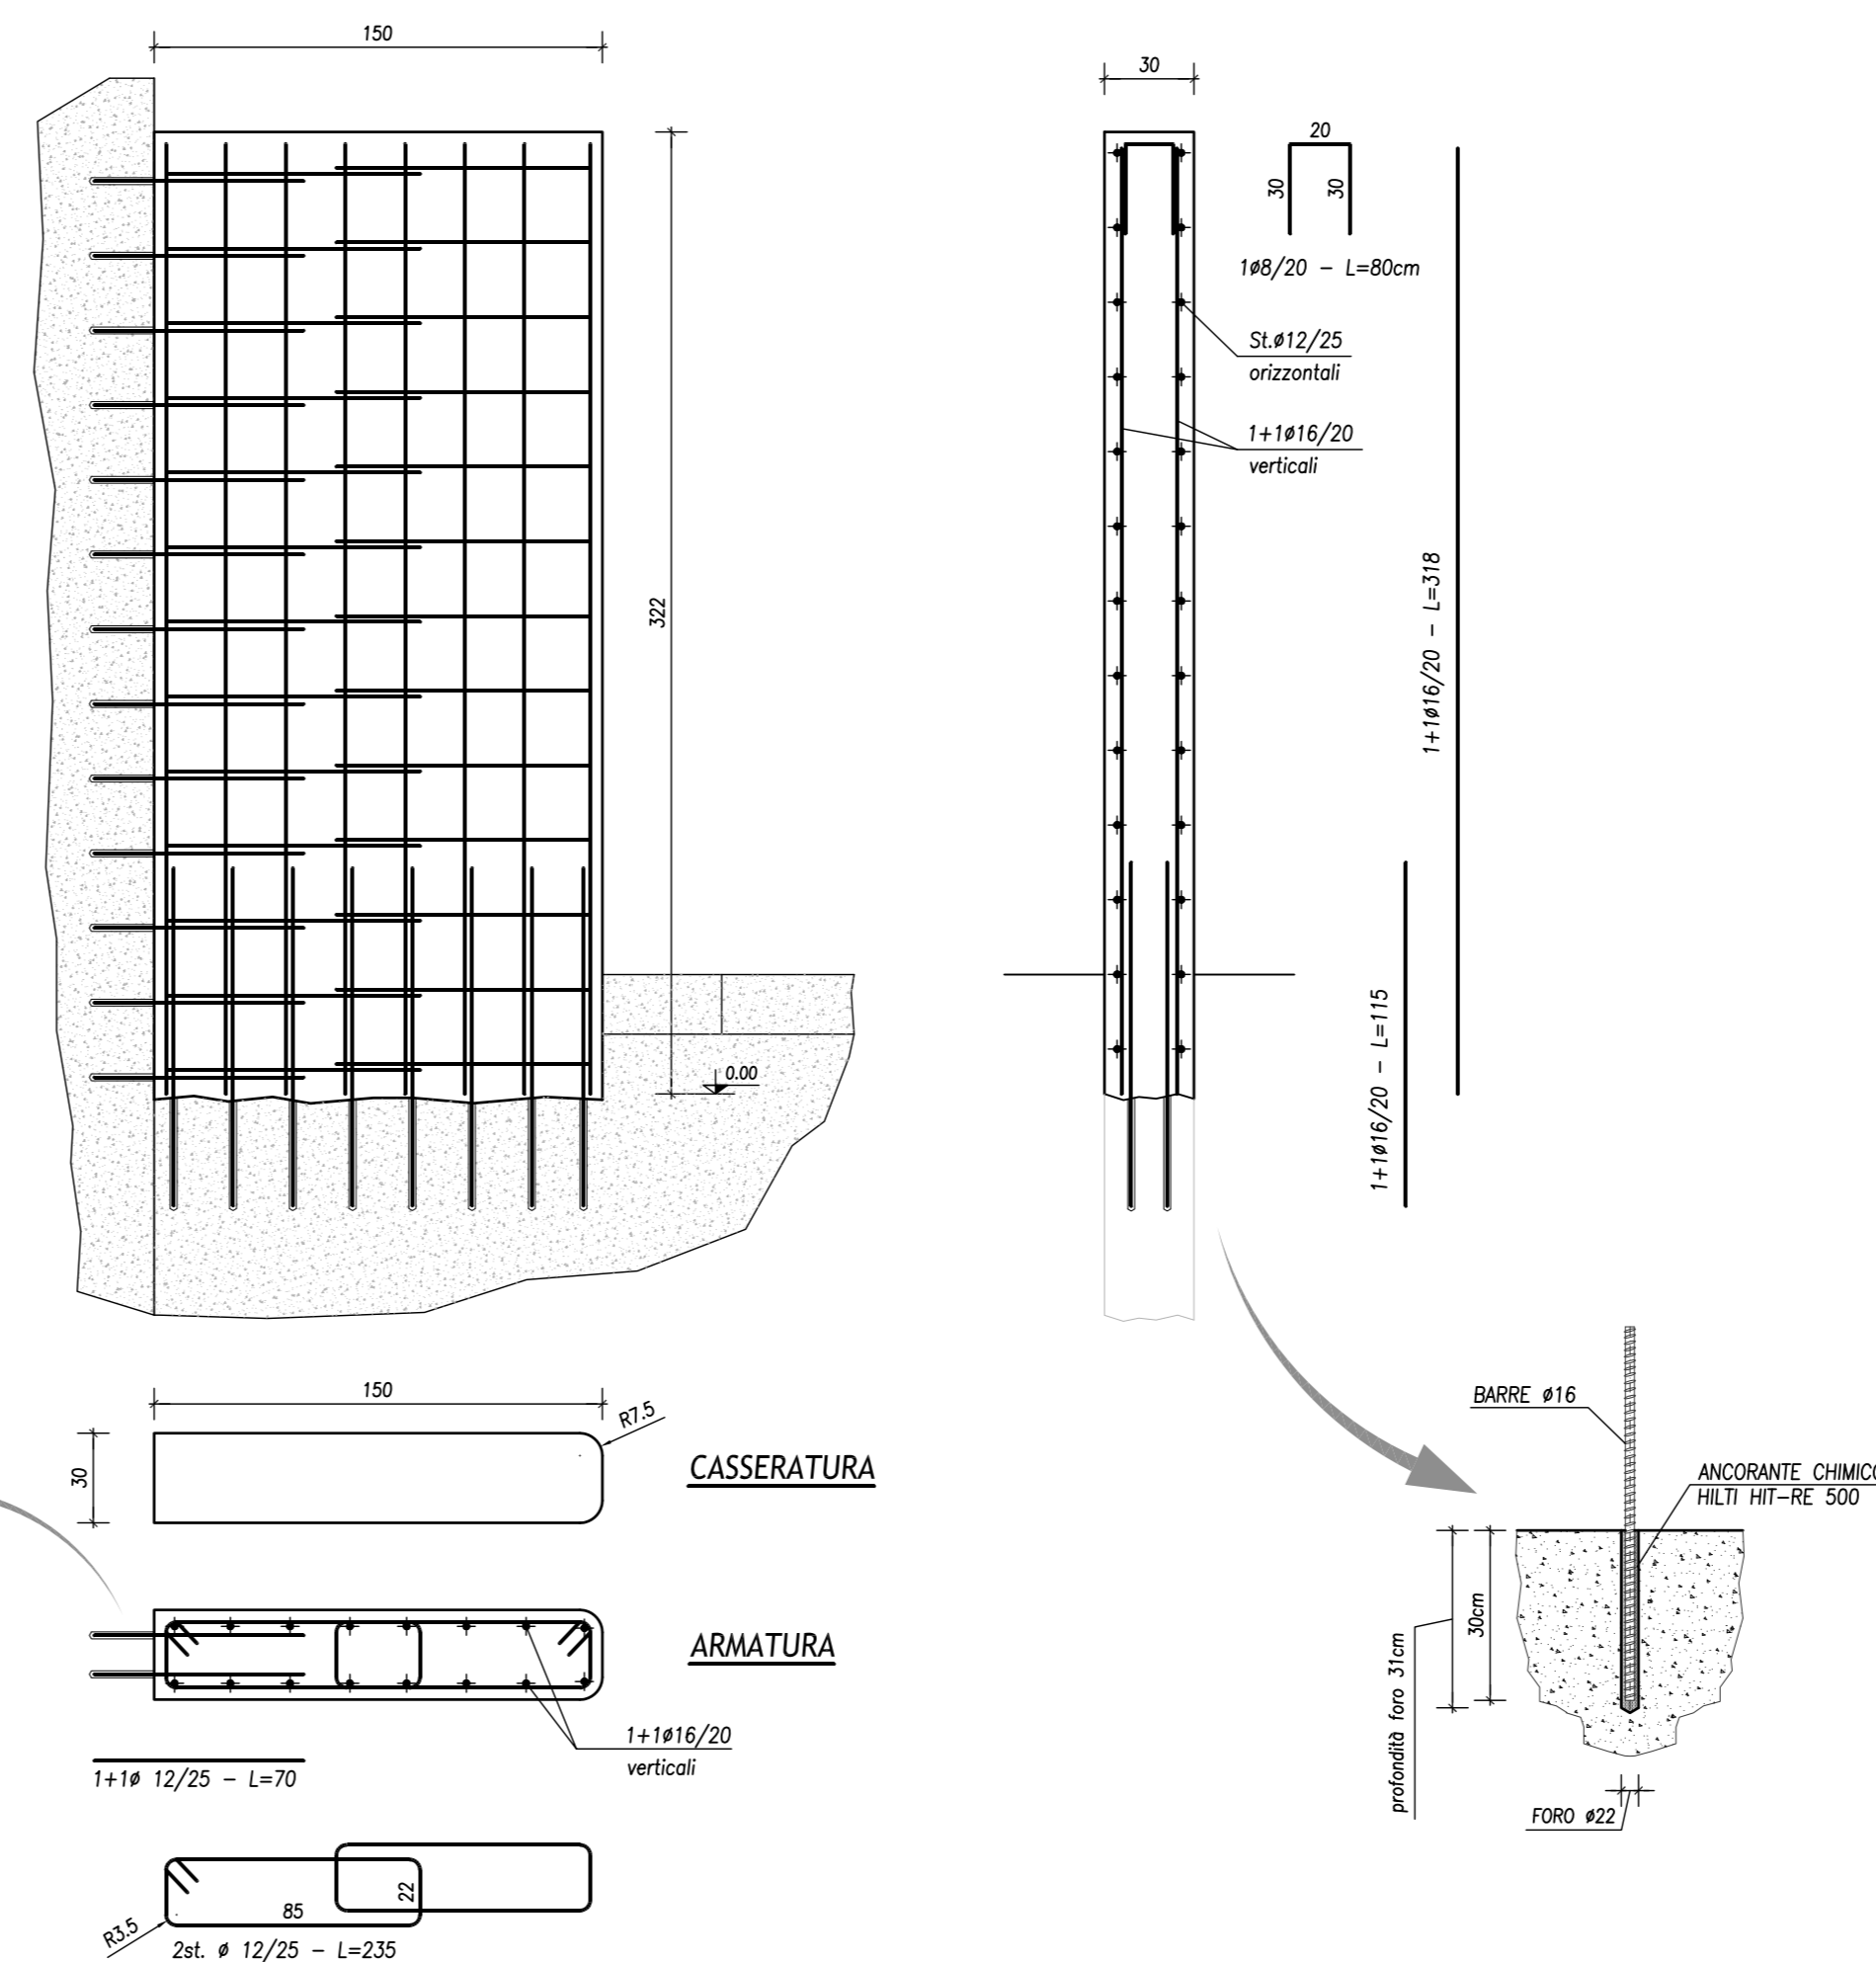 150
30
20
30
30
1ø8/20 - L=80cm
St.ø12/25
orizzontali
1+1ø16/20
verticali
322
1+1ø16/20 - L=318
1+1ø16/20 - L=115
0.00
150
R7.5
30
CASSERATURA
ARMATURA
1+1ø16/20
verticali
1+1ø 12/25 - L=70
22
85
R3.5
2st. ø 12/25 - L=235
BARRE ø16
ANCORANTE CHIMICO
HILTI HIT-RE 500
30cm
profondità foro 31cm
FORO ø22